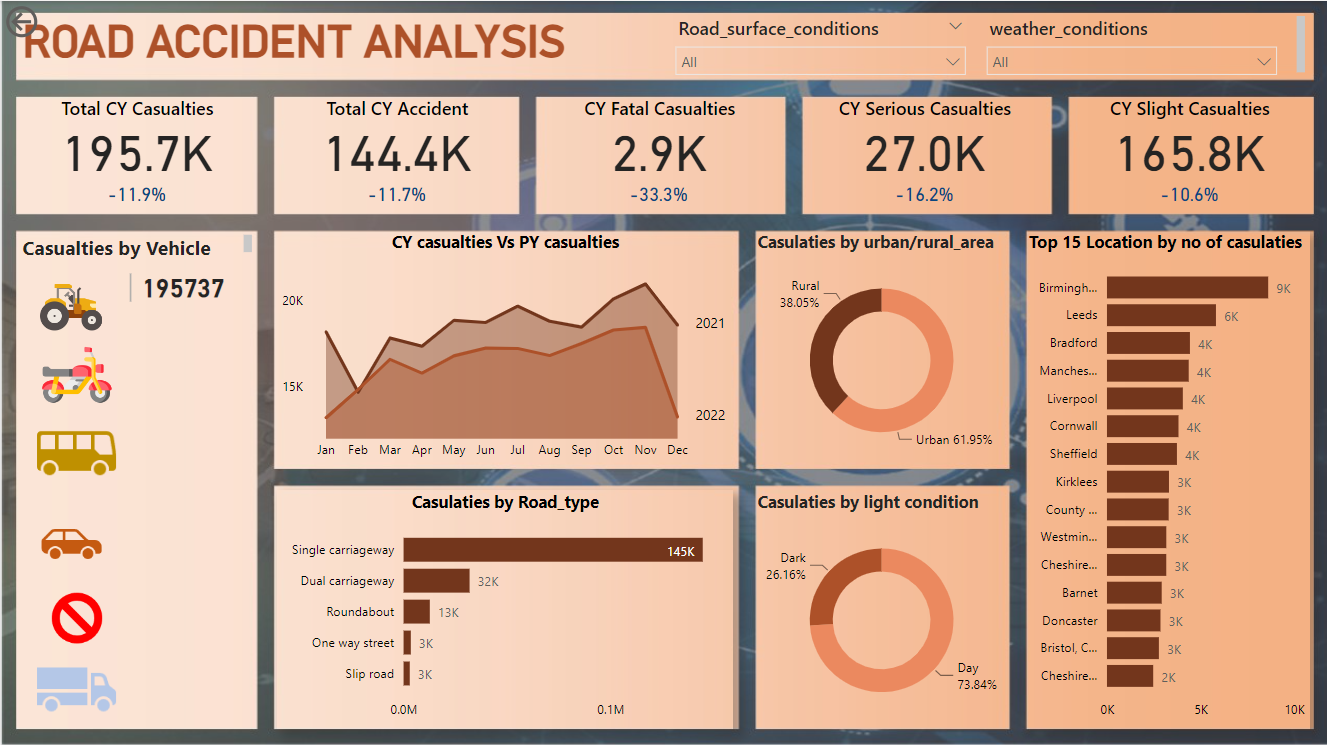 ROAD ACCIDENT ANALYSIS
Road_surface_conditions
All
weather_conditions
All
Total CY Casualties
195.7K
-11.9%
Total CY Accident
144.4K
-11.7%
CY Fatal Casualties
2.9K
-33.3%
CY Serious Casualties
27.0K
-16.2%
CY Slight Casualties
165.8K
-10.6%
Casualties by Vehicle
195737
CY casualties Vs PY casualties
20K
15K
2021
2022
Jan Feb Mar Apr May Jun Jul Aug Sep Oct Nov Dec
Casulaties by urban/rural_area
Rural
38.05%
Urban 61.95%
Top 15 Location by no of casulaties
Birmingh... 9K
Leeds 6K
Bradford 4K
Manches... 4K
Liverpool 4K
Cornwall 4K
Sheffield 4K
Kirklees 3K
County ... 3K
Westmin... 3K
Cheshire... 3K
Barnet 3K
Doncaster 3K
Bristol, C... 3K
Cheshire... 2K
0K 5K 10K
Casulaties by Road_type
Single carriageway 145K
Dual carriageway 32K
Roundabout 13K
One way street 3K
Slip road 3K
0.0M 0.1M
Casulaties by light condition
Dark
26.16%
Day
73.84%